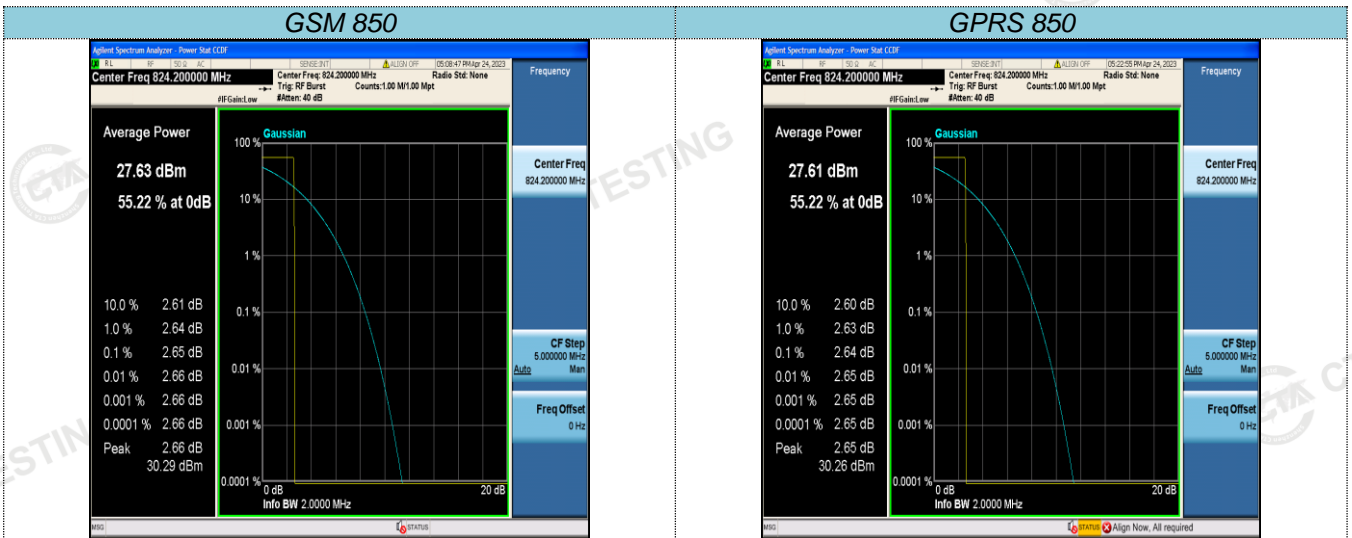 GSM 850
Agilent Spectrum Analyzer - Power Stat CCDF
RL RF 50 Ω AC SENSE:INT ALIGN OFF 05:08:47 PM Apr 24, 2023
Center Freq 824.200000 MHz
Center Freq: 824.200000 MHz Radio Std: None
Trig: RF Burst Counts:1.00 M/1.00 Mpt
#IFGain:Low #Atten: 40 dB
Average Power
27.63 dBm
55.22 % at 0dB
10.0 % 2.61 dB
1.0 % 2.64 dB
0.1 % 2.65 dB
0.01 % 2.66 dB
0.001 % 2.66 dB
0.0001 % 2.66 dB
Peak 2.66 dB
30.29 dBm
Gaussian
100 %
10 %
1 %
0.1 %
0.01 %
0.001 %
0.0001 %
0 dB 20 dB
Info BW 2.0000 MHz
Frequency
Center Freq
824.200000 MHz
CF Step
5.000000 MHz
Auto Man
Freq Offset
0 Hz
MSG STATUS
GPRS 850
Agilent Spectrum Analyzer - Power Stat CCDF
RL RF 50 Ω AC SENSE:INT ALIGN OFF 05:22:55 PM Apr 24, 2023
Center Freq 824.200000 MHz
Center Freq: 824.200000 MHz Radio Std: None
Trig: RF Burst Counts:1.00 M/1.00 Mpt
#IFGain:Low #Atten: 40 dB
Average Power
27.61 dBm
55.22 % at 0dB
10.0 % 2.60 dB
1.0 % 2.63 dB
0.1 % 2.64 dB
0.01 % 2.65 dB
0.001 % 2.65 dB
0.0001 % 2.65 dB
Peak 2.65 dB
30.26 dBm
Gaussian
100 %
10 %
1 %
0.1 %
0.01 %
0.001 %
0.0001 %
0 dB 20 dB
Info BW 2.0000 MHz
Frequency
Center Freq
824.200000 MHz
CF Step
5.000000 MHz
Auto Man
Freq Offset
0 Hz
MSG STATUS Align Now, All required
CTA
TESTING
CTA